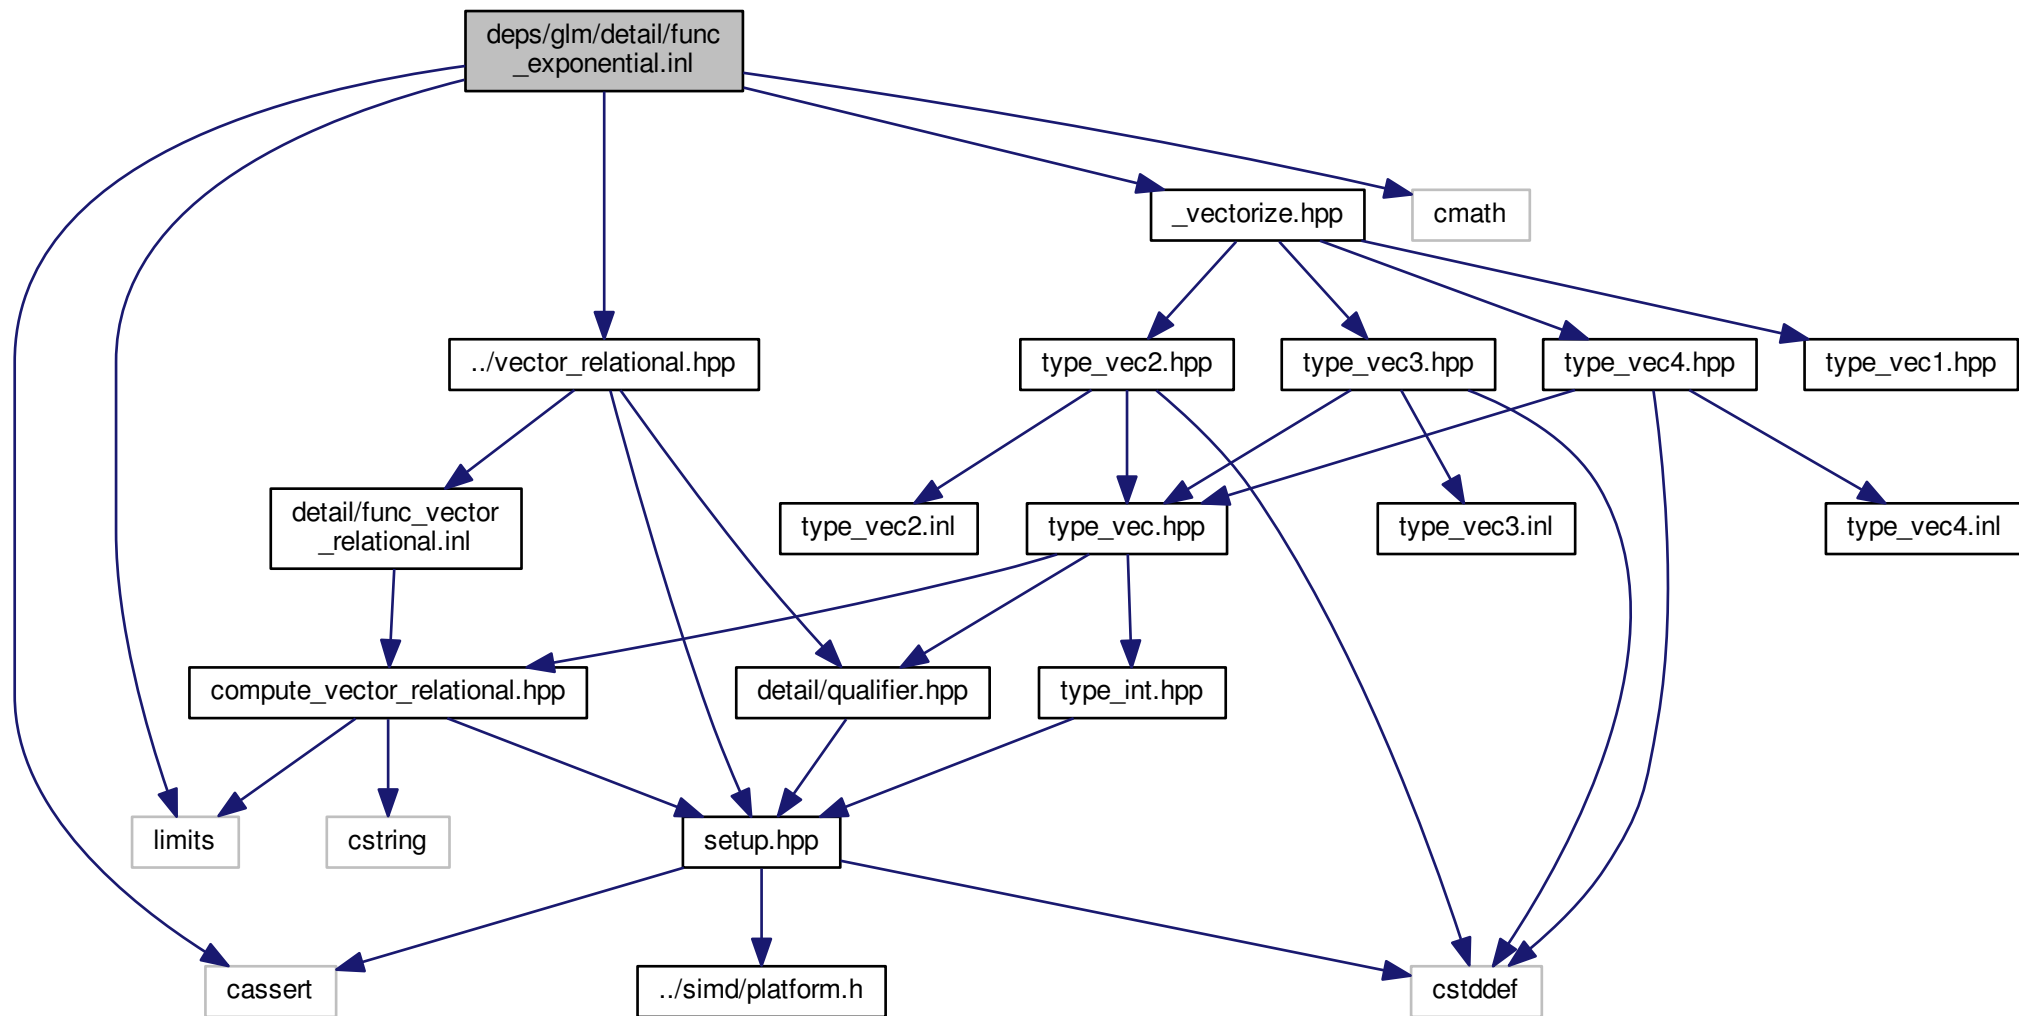 deps/glm/detail/func
_exponential.inl
_vectorize.hpp
cmath
../vector_relational.hpp
type_vec2.hpp
type_vec3.hpp
type_vec4.hpp
type_vec1.hpp
detail/func_vector
_relational.inl
type_vec2.inl
type_vec.hpp
type_vec3.inl
type_vec4.inl
compute_vector_relational.hpp
detail/qualifier.hpp
type_int.hpp
limits
cstring
setup.hpp
cassert
../simd/platform.h
cstddef